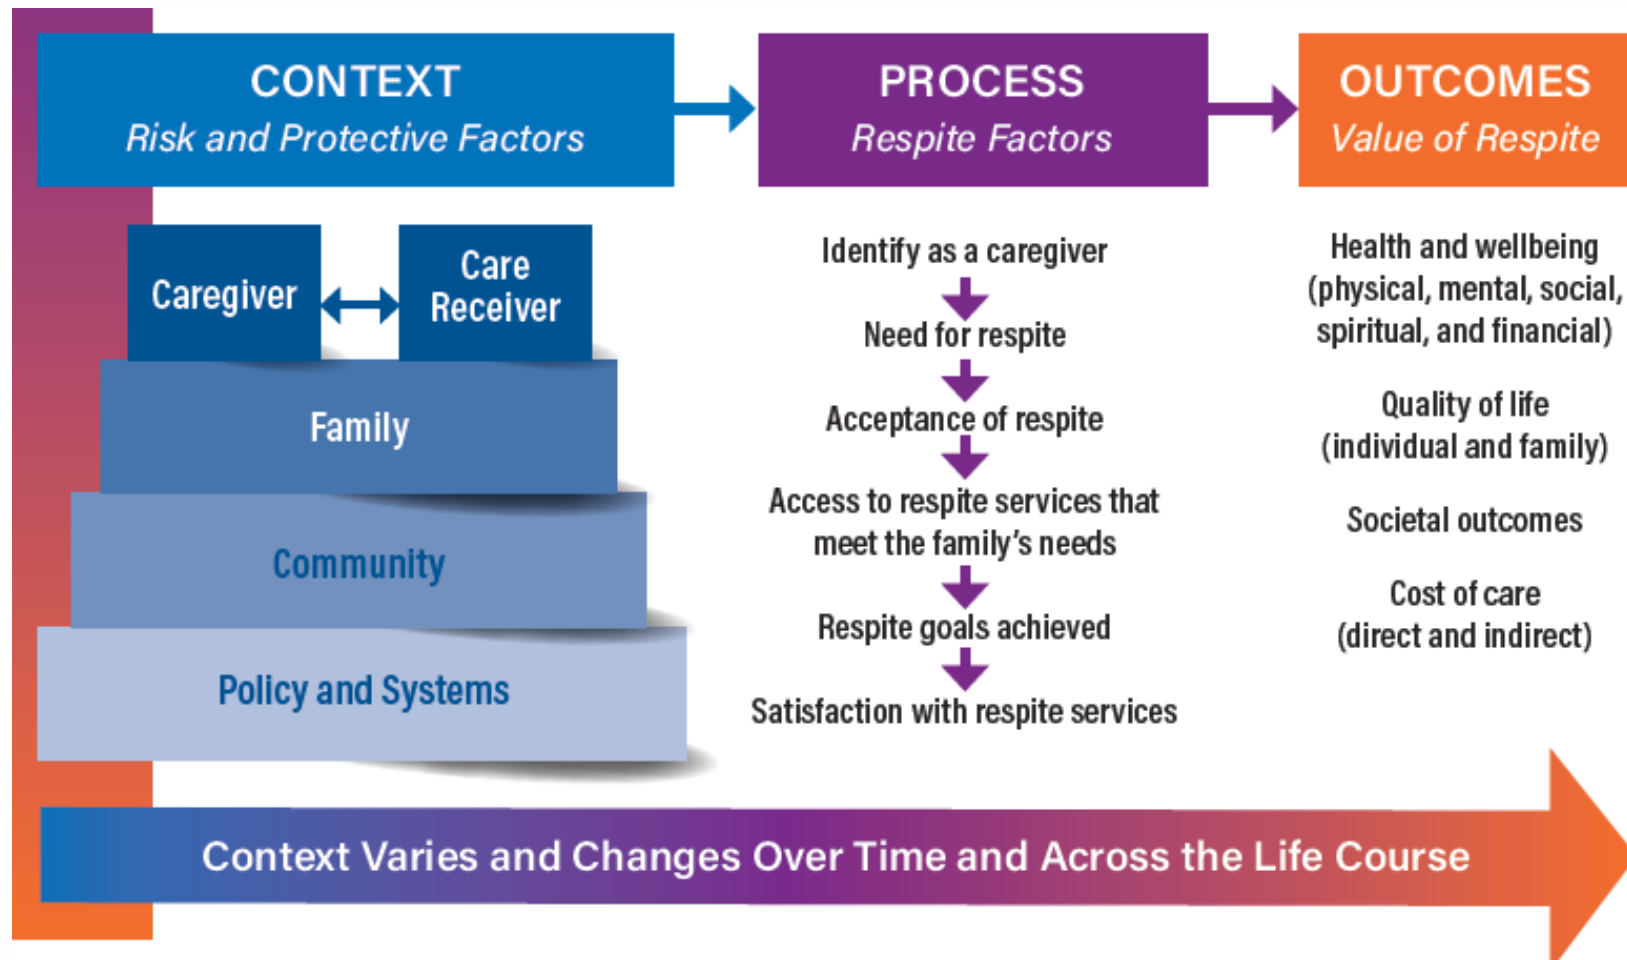 CONTEXT
Risk and Protective Factors
PROCESS
Respite Factors
OUTCOMES
Value of Respite
Caregiver
Care
Receiver
Family
Community
Policy and Systems
Identify as a caregiver
Need for respite
Acceptance of respite
Access to respite services that
meet the family’s needs
Respite goals achieved
Satisfaction with respite services
Health and wellbeing
(physical, mental, social,
spiritual, and financial)
Quality of life
(individual and family)
Societal outcomes
Cost of care
(direct and indirect)
Context Varies and Changes Over Time and Across the Life Course